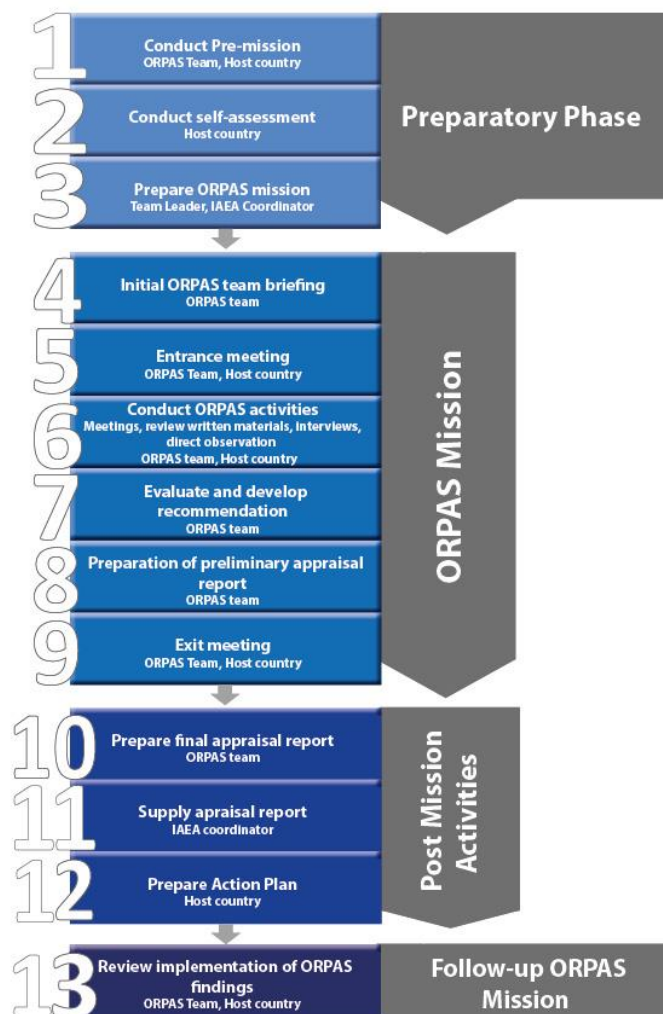 1
Conduct Pre-mission
ORPAS Team, Host country
2
Conduct self-assessment
Host country
3
Prepare ORPAS mission
Team Leader, IAEA Coordinator
Preparatory Phase
4
Initial ORPAS team briefing
ORPAS team
5
Entrance meeting
ORPAS Team, Host country
6
Conduct ORPAS activities
Meetings, review written materials, interviews,
direct observation
ORPAS team, Host country
7
Evaluate and develop
recommendation
ORPAS team
8
Preparation of preliminary appraisal
report
ORPAS team
9
Exit meeting
ORPAS Team, Host country
ORPAS Mission
10
Prepare final appraisal report
ORPAS team
11
Supply apraisal report
IAEA coordinator
12
Prepare Action Plan
Host country
Post Mission
Activities
13
Review implementation of ORPAS
findings
ORPAS Team, Host country
Follow-up ORPAS
Mission